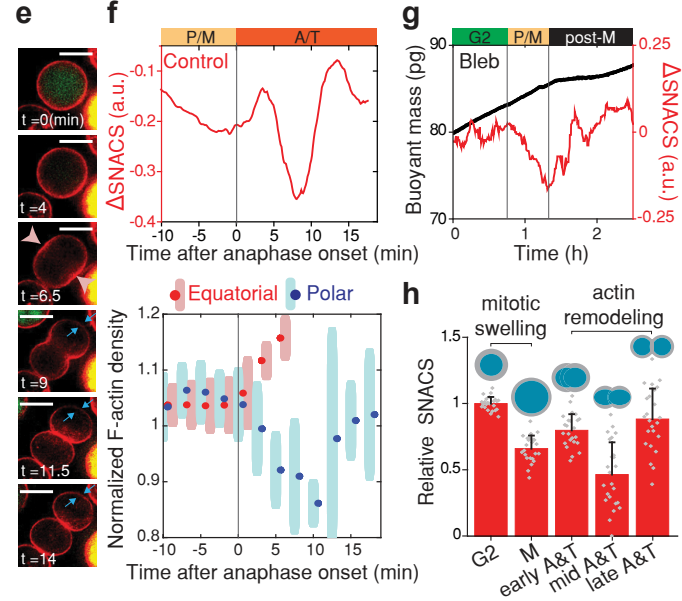 e
t =0(min)
t =4
t =6.5
t =9
t =11.5
t =14
f
P/M
A/T
Control
ΔSNACS (a.u.)
-0.1
-0.2
-0.3
-0.4
-10
-5
0
5
10
15
Time after anaphase onset (min)
Equatorial
Polar
Normalized F-actin density
1.2
1.1
1
0.9
0.8
-10
-5
0
5
10
15
Time after anaphase onset (min)
g
G2
P/M
post-M
Bleb
Buoyant mass (pg)
90
80
70
0.25
0
-0.25
ΔSNACS (a.u.)
0
1
2
Time (h)
h
mitotic
swelling
actin
remodeling
Relative SNACS
1.5
1
0.5
0
G2
M
early A&T
mid A&T
late A&T